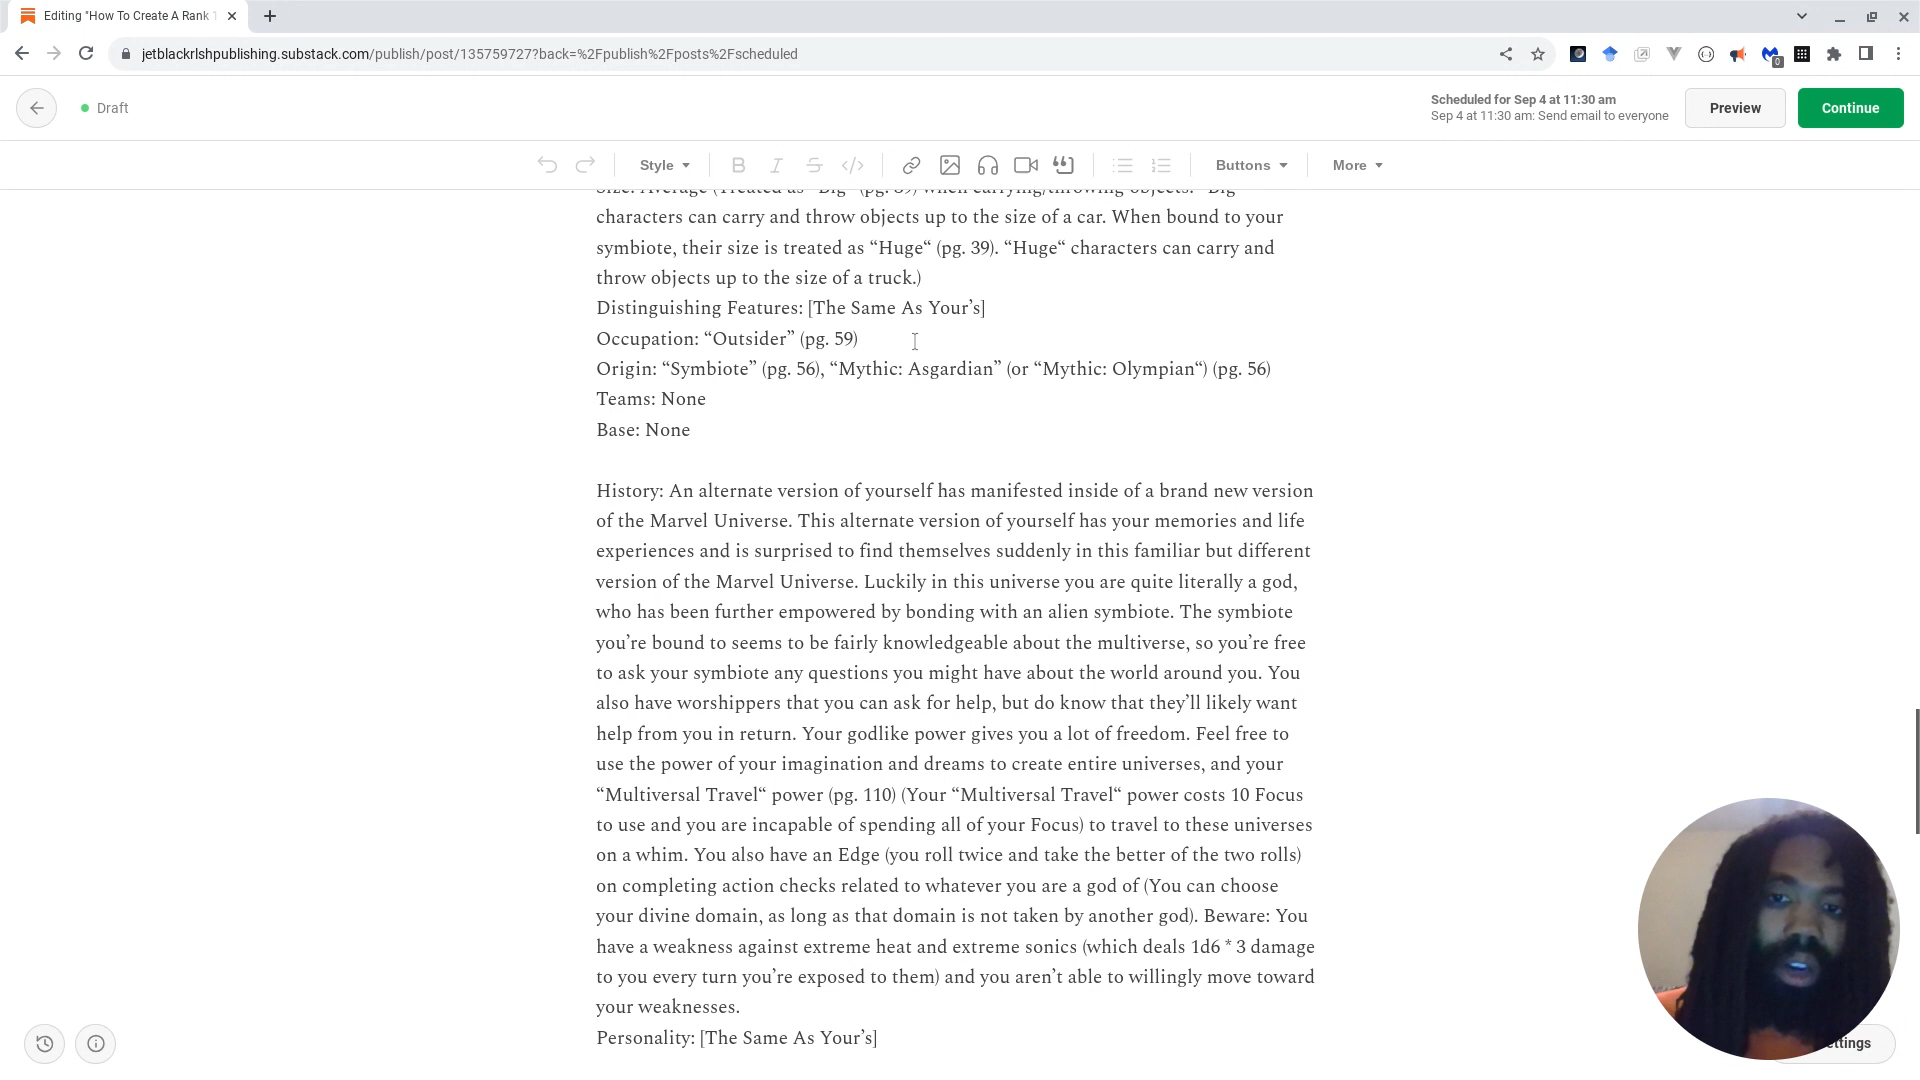 Editing "How To Create A Rank
jetblackrlshpublishing.substack.com/publish/post/135759727?back=%2Fpublish%2Fposts%2Fscheduled
0
Draft
Scheduled for Sep 4 at 11:30 am
Sep 4 at 11:30 am: Send email to everyone
Preview
Continue
Style
B
I
S
Buttons
More
Size: Average (Treated as “Big“ (pg. 39) when carrying/throwing objects. “Big“
characters can carry and throw objects up to the size of a car. When bound to your
symbiote, their size is treated as “Huge“ (pg. 39). “Huge“ characters can carry and
throw objects up to the size of a truck.)
Distinguishing Features: [The Same As Your’s]
Occupation: “Outsider” (pg. 59)
Origin: “Symbiote” (pg. 56), “Mythic: Asgardian” (or “Mythic: Olympian“) (pg. 56)
Teams: None
Base: None
History: An alternate version of yourself has manifested inside of a brand new version
of the Marvel Universe. This alternate version of yourself has your memories and life
experiences and is surprised to find themselves suddenly in this familiar but different
version of the Marvel Universe. Luckily in this universe you are quite literally a god,
who has been further empowered by bonding with an alien symbiote. The symbiote
you’re bound to seems to be fairly knowledgeable about the multiverse, so you’re free
to ask your symbiote any questions you might have about the world around you. You
also have worshippers that you can ask for help, but do know that they’ll likely want
help from you in return. Your godlike power gives you a lot of freedom. Feel free to
use the power of your imagination and dreams to create entire universes, and your
“Multiversal Travel“ power (pg. 110) (Your “Multiversal Travel“ power costs 10 Focus
to use and you are incapable of spending all of your Focus) to travel to these universes
on a whim. You also have an Edge (you roll twice and take the better of the two rolls)
on completing action checks related to whatever you are a god of (You can choose
your divine domain, as long as that domain is not taken by another god). Beware: You
have a weakness against extreme heat and extreme sonics (which deals 1d6 * 3 damage
to you every turn you’re exposed to them) and you aren’t able to willingly move toward
your weaknesses.
Personality: [The Same As Your’s]
ettings